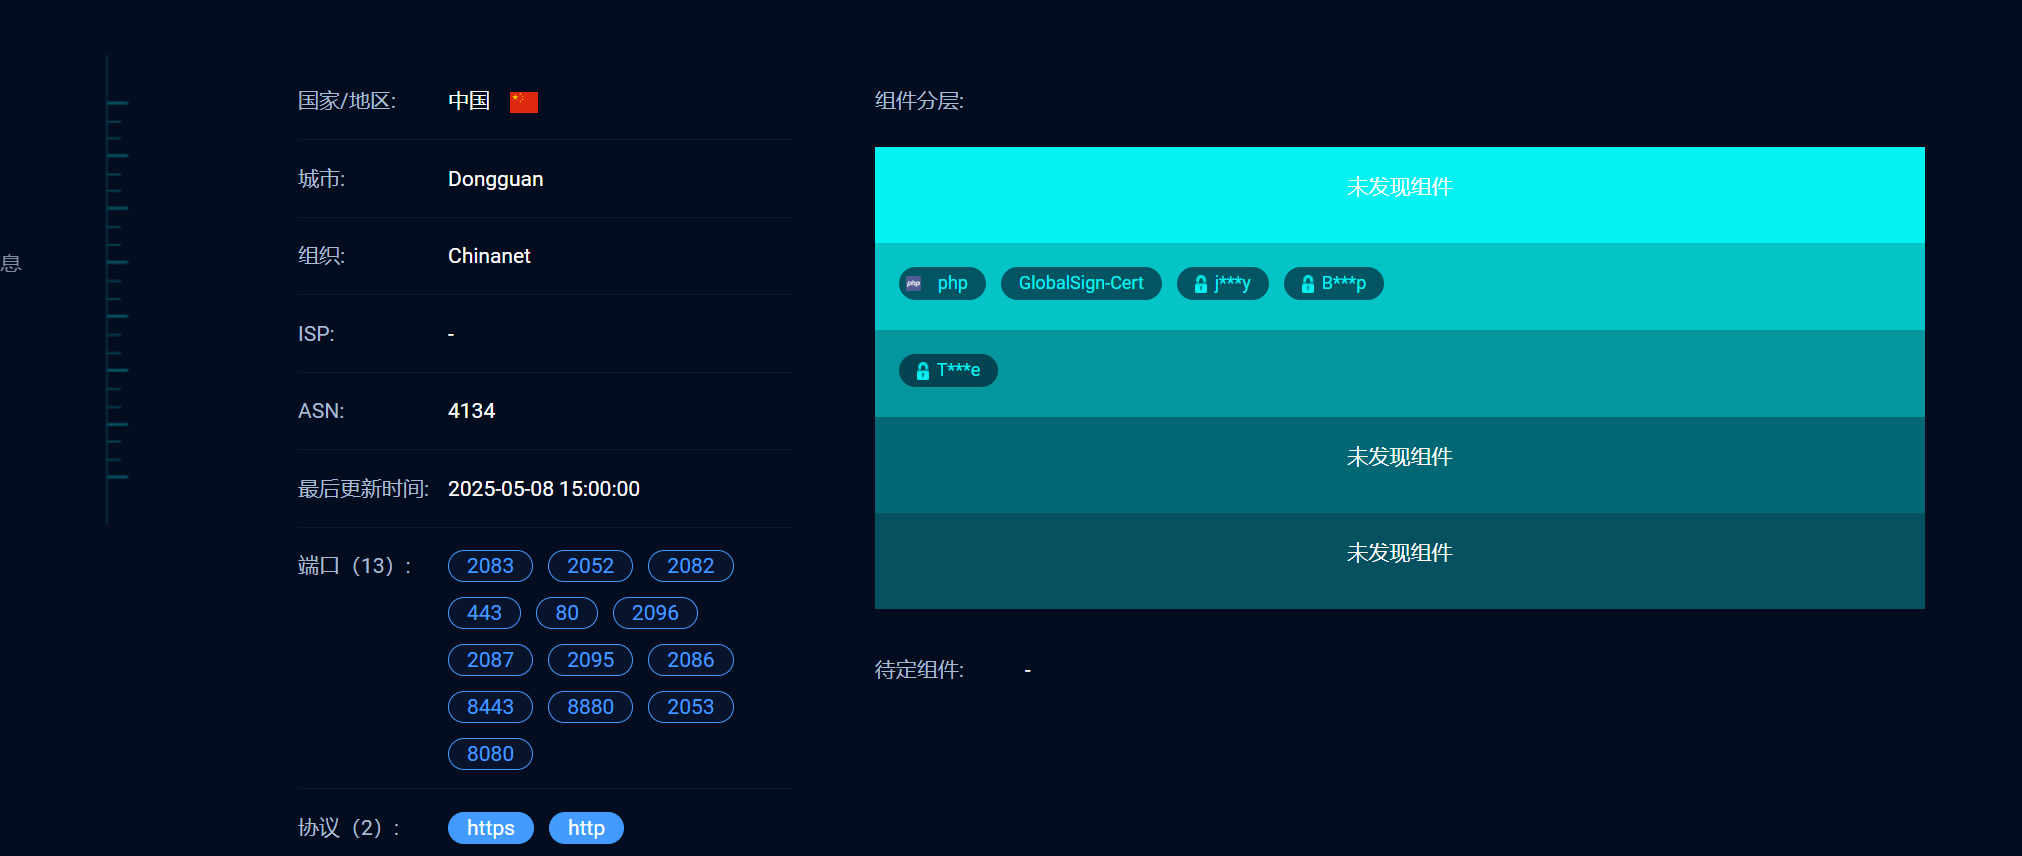 息
国家/地区: 中国
城市: Dongguan
组织: Chinanet
ISP: -
ASN: 4134
最后更新时间: 2025-05-08 15:00:00
端口（13）: 2083 2052 2082
443 80 2096
2087 2095 2086
8443 8880 2053
8080
协议（2）: https http
组件分层:
未发现组件
php php GlobalSign-Cert j***y B***p
T***e
未发现组件
未发现组件
待定组件: -